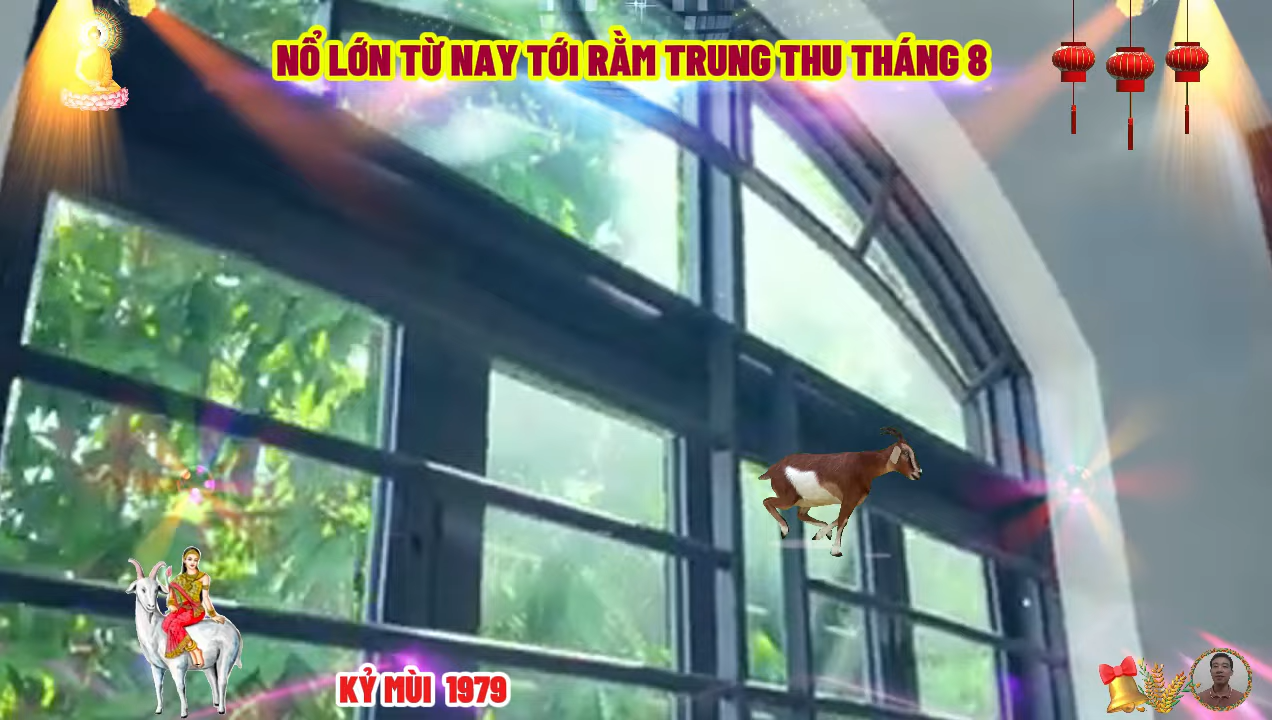 NỔ LỚN TỪ NAY TỚI RẰM TRUNG THU THÁNG 8
KỶ MÙI 1979